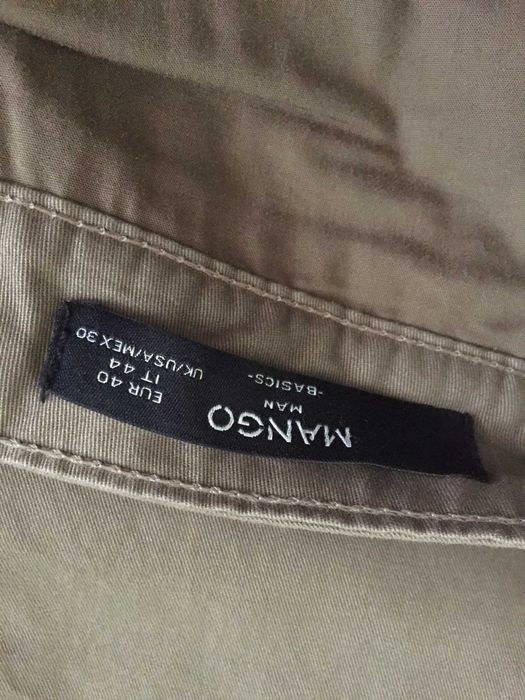 MANGO
MAN
-BASICS-
EUR 40
IT 44
UK/USA/MEX 30